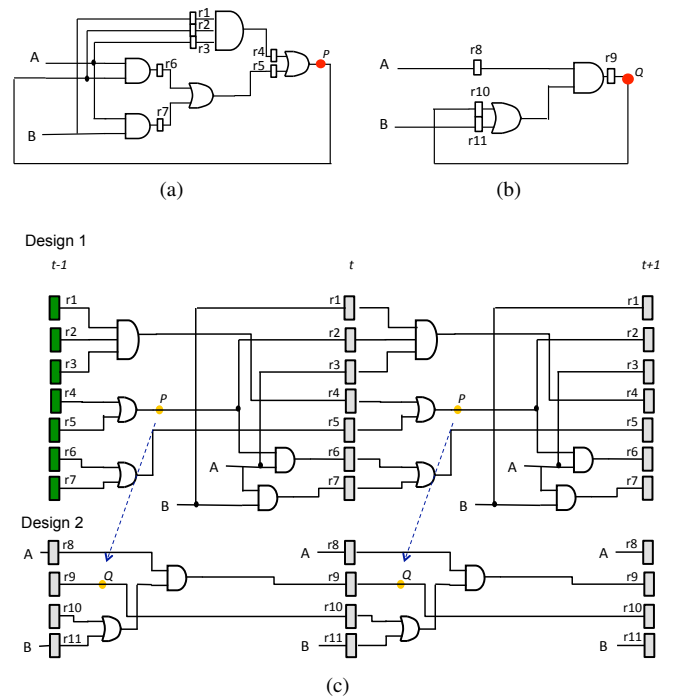 r1
r2
r3
r4
P
A
r6
r5
r7
B
(a)
r8
A
r9
Q
r10
B
r11
(b)
Design 1
t-1
t
t+1
r1
r1
r1
r2
r2
r2
r3
r3
r3
r4
P
r4
P
r4
r5
r5
r5
r6
A
r6
A
r6
r7
r7
r7
B
B
Design 2
A
r8
A
r8
A
r8
r9
Q
r9
Q
r9
r10
r10
r10
B
r11
B
r11
B
r11
(c)